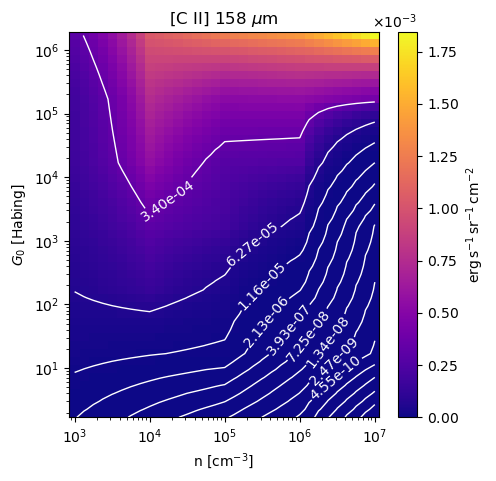 [C II] 158 μm
×10⁻³
10⁶
10⁵
10⁴
10³
10²
10¹
G₀ [Habing]
3.40e-04
6.27e-05
1.16e-05
2.13e-06
3.93e-07
7.25e-08
1.34e-08
2.47e-09
4.55e-10
10³ 10⁴ 10⁵ 10⁶ 10⁷
n [cm⁻³]
1.75
1.50
1.25
1.00
0.75
0.50
0.25
0.00
erg s⁻¹ sr⁻¹ cm⁻²